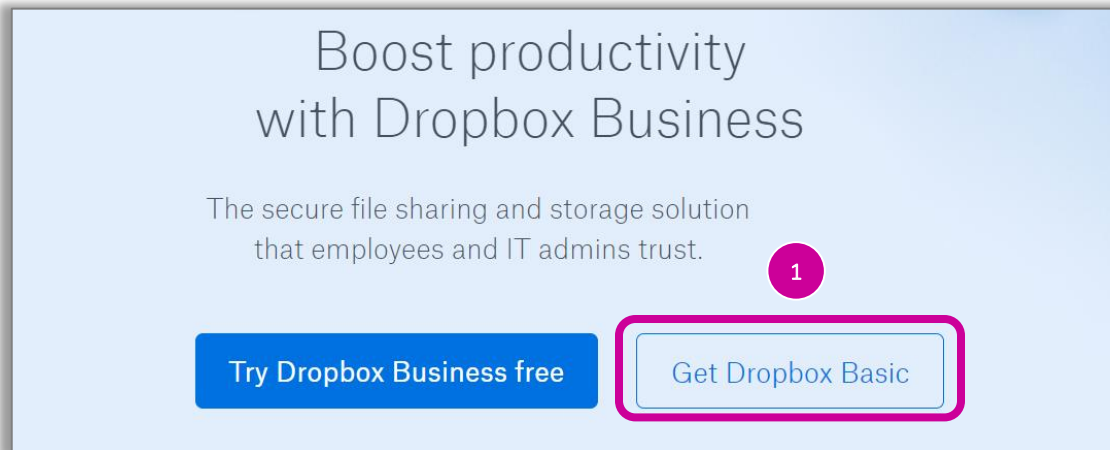 Boost productivity
with Dropbox Business
The secure file sharing and storage solution
that employees and IT admins trust.
1
Try Dropbox Business free
Get Dropbox Basic